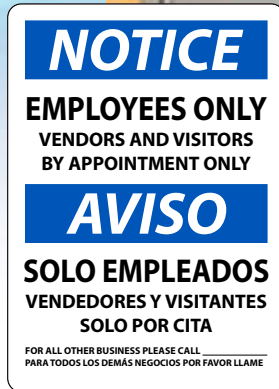 NOTICE
EMPLOYEES ONLY
VENDORS AND VISITORS
BY APPOINTMENT ONLY
AVISO
SOLO EMPLEADOS
VENDEDORES Y VISITANTES
SOLO POR CITA
FOR ALL OTHER BUSINESS PLEASE CALL ____________
PARA TODOS LOS DEMÁS NEGOCIOS POR FAVOR LLAME